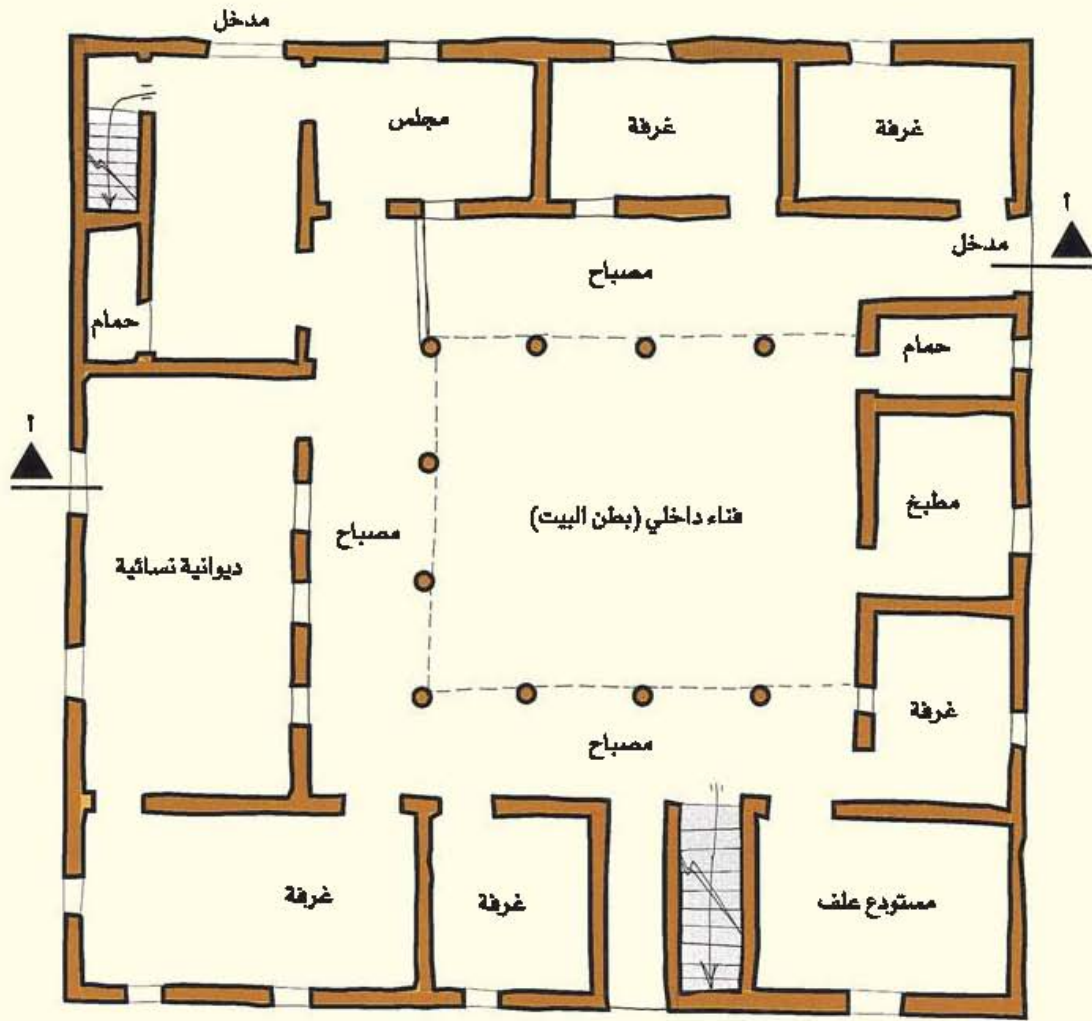 مدخل
مجلس
غرفة
غرفة
أ
مدخل
مصباح
حمام
حمام
أ
مطبخ
فناء داخلي (بطن البيت)
مصباح
ديوانية نسائية
غرفة
مصباح
غرفة
غرفة
مستودع علف